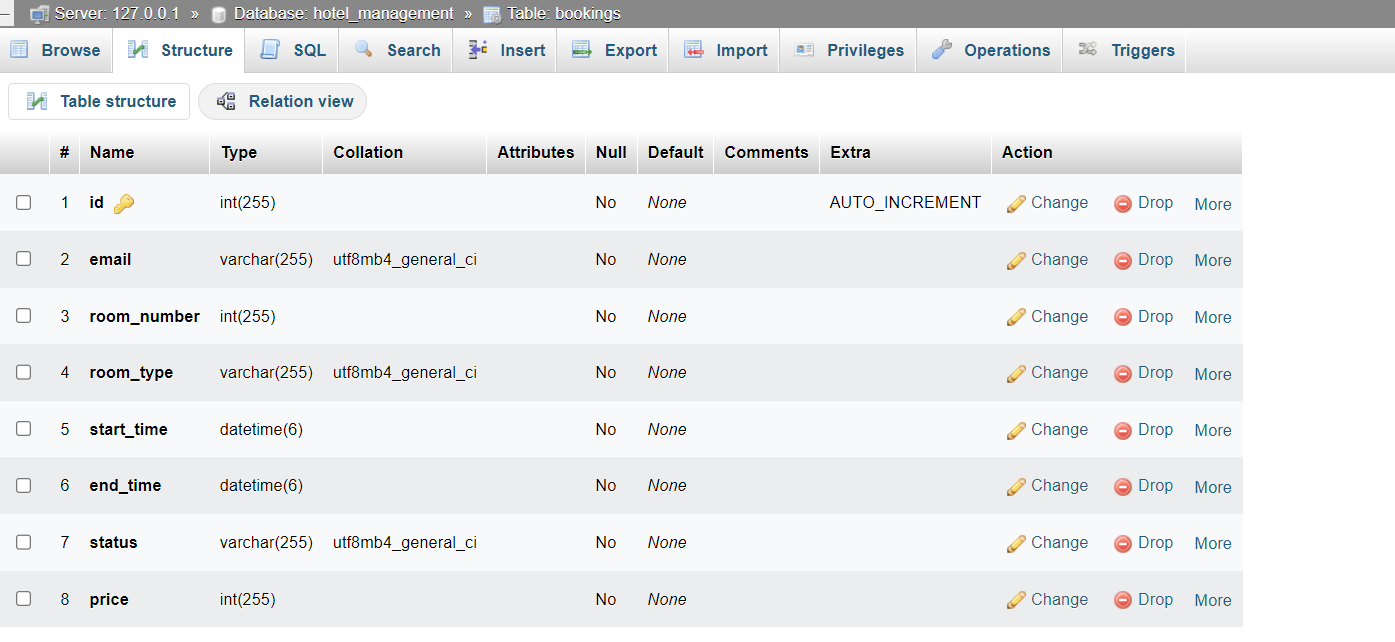 Server: 127.0.0.1 » Database: hotel_management » Table: bookings
Browse Structure SQL Search Insert Export Import Privileges Operations Triggers
Table structure Relation view
# Name Type Collation Attributes Null Default Comments Extra Action
1 id int(255) No None AUTO_INCREMENT Change Drop More
2 email varchar(255) utf8mb4_general_ci No None Change Drop More
3 room_number int(255) No None Change Drop More
4 room_type varchar(255) utf8mb4_general_ci No None Change Drop More
5 start_time datetime(6) No None Change Drop More
6 end_time datetime(6) No None Change Drop More
7 status varchar(255) utf8mb4_general_ci No None Change Drop More
8 price int(255) No None Change Drop More